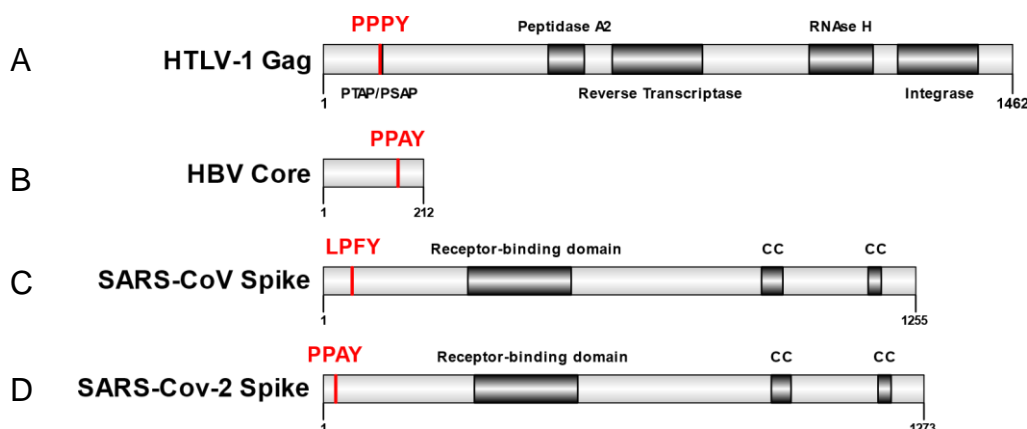 PPPY Peptidase A2 RNAse H
A HTLV-1 Gag
1 PTAP/PSAP Reverse Transcriptase Integrase 1462
PPAY
B HBV Core
1 212
LPFY Receptor-binding domain CC CC
C SARS-CoV Spike
1 1255
PPAY Receptor-binding domain CC CC
D SARS-Cov-2 Spike
1 1273